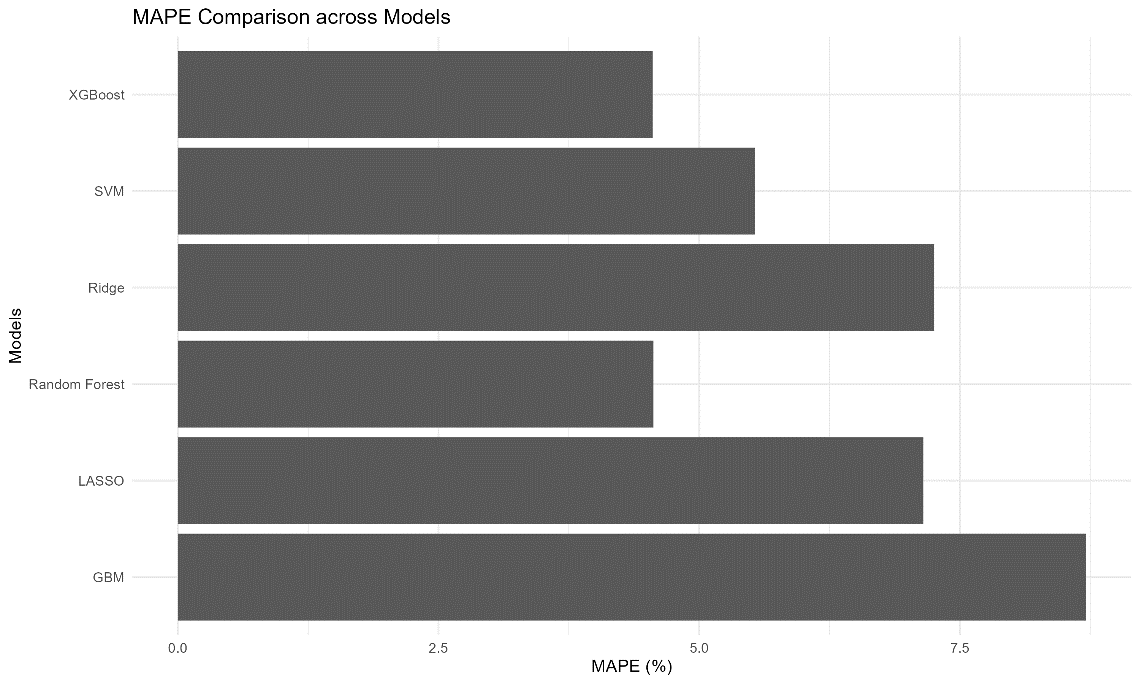 MAPE Comparison across Models
XGBoost
SVM
Ridge
Random Forest
LASSO
GBM
Models
0.0
2.5
5.0
7.5
MAPE (%)